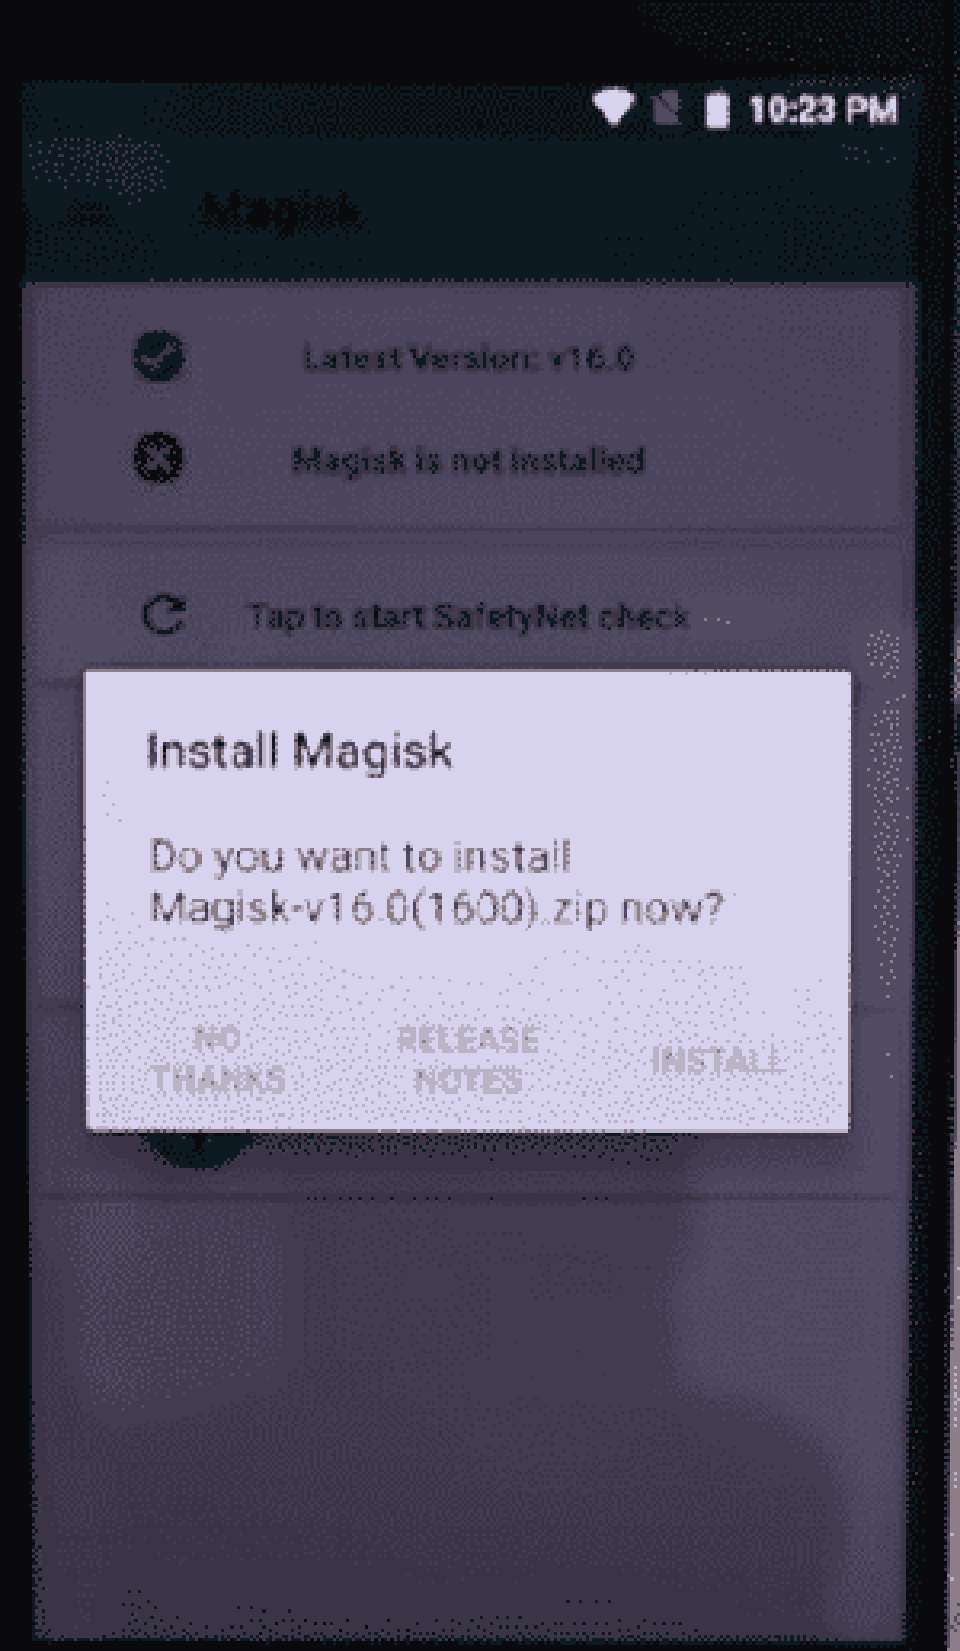 10:23 PM
Magisk
Latest Version: v16.0
Magisk is not installed
Tap to start SafetyNet check
Install Magisk
Do you want to install
Magisk-v16.0(1600).zip now?
NO
THANKS
RELEASE
NOTES
INSTALL